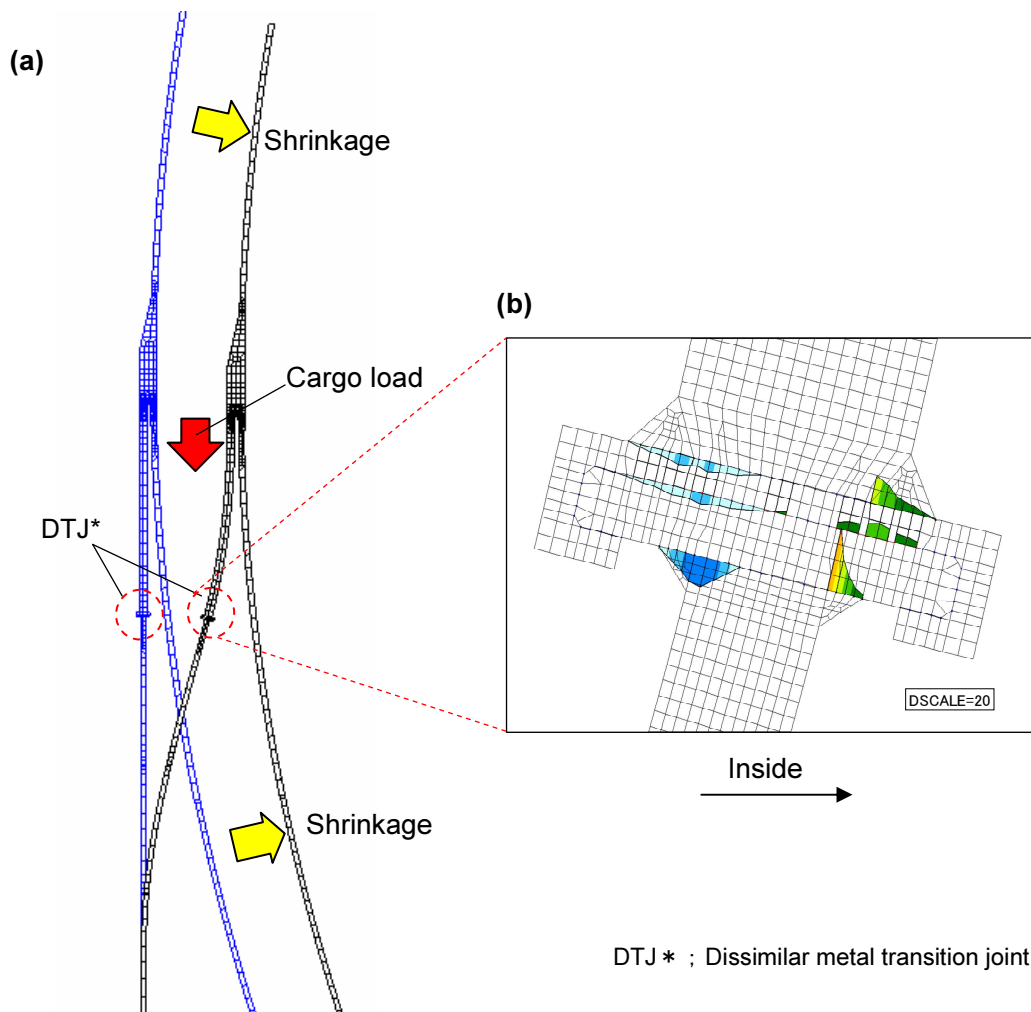 (a)
Shrinkage
(b)
Cargo load
DTJ*
DSCALE=20
Inside
Shrinkage
DTJ＊ ; Dissimilar metal transition joint